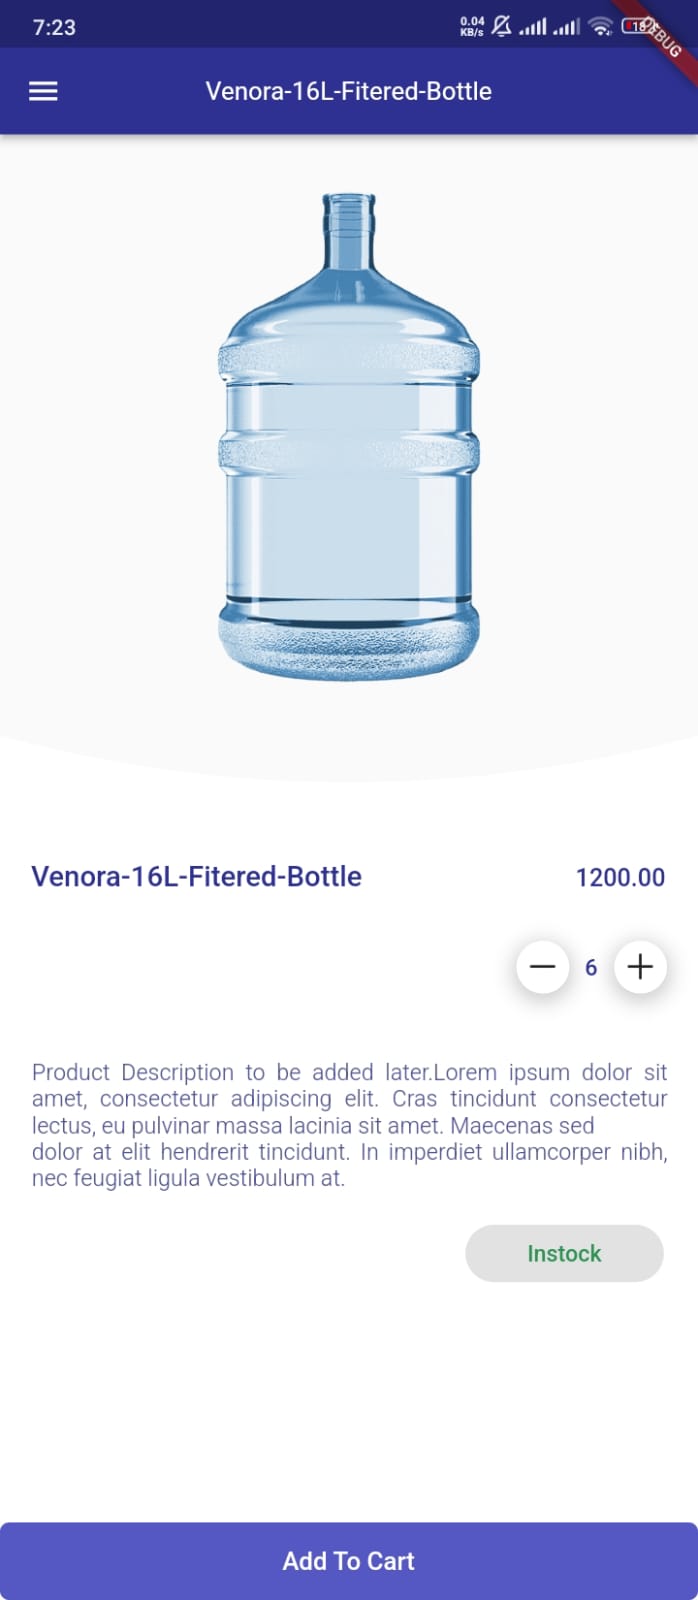 7:23
0.04
KB/s
18
DEBUG
Venora-16L-Fitered-Bottle
Venora-16L-Fitered-Bottle
1200.00
6
Product Description to be added later.Lorem ipsum dolor sit
amet, consectetur adipiscing elit. Cras tincidunt consectetur
lectus, eu pulvinar massa lacinia sit amet. Maecenas sed
dolor at elit hendrerit tincidunt. In imperdiet ullamcorper nibh,
nec feugiat ligula vestibulum at.
Instock
Add To Cart